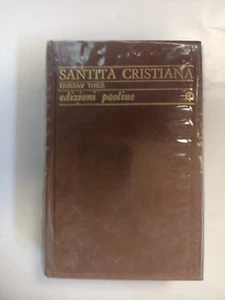 SANTITÀ CRISTIANA
GUSTAV THILS
edizioni paoline